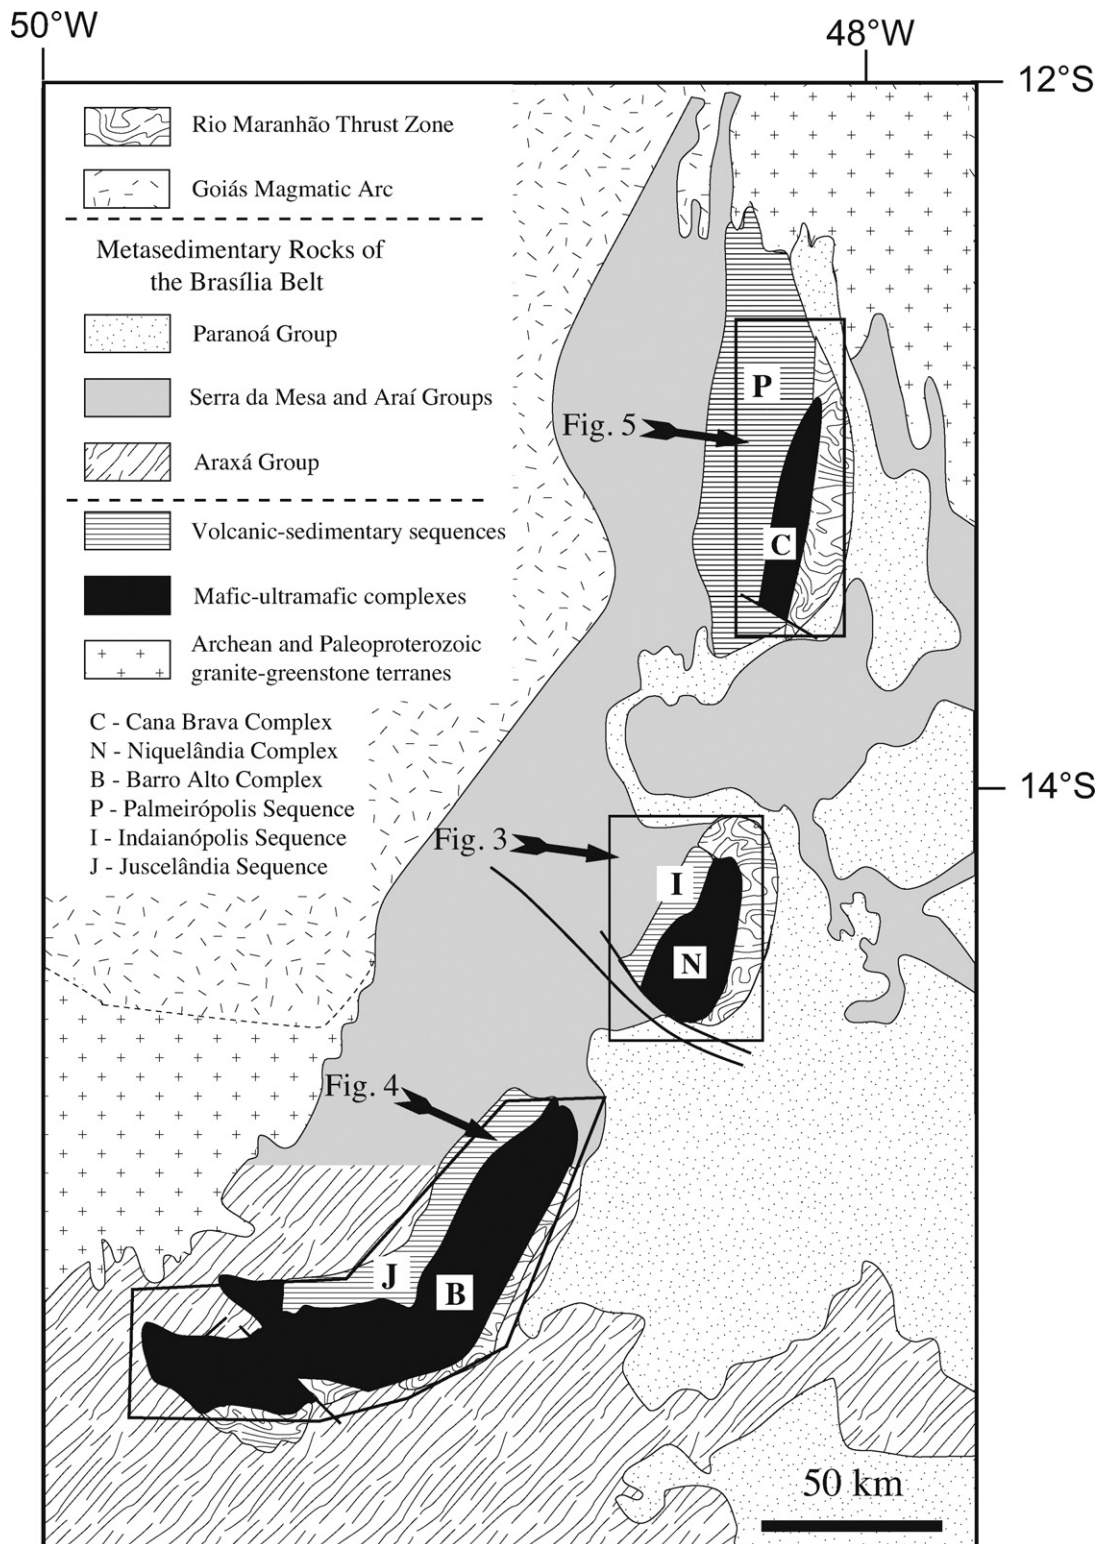 50°W
48°W
12°S
Rio Maranhão Thrust Zone
Goiás Magmatic Arc
Metasedimentary Rocks of
the Brasília Belt
Paranoá Group
Serra da Mesa and Araí Groups
Araxá Group
Volcanic-sedimentary sequences
Mafic-ultramafic complexes
Archean and Paleoproterozoic
granite-greenstone terranes
C - Cana Brava Complex
N - Niquelândia Complex
B - Barro Alto Complex
P - Palmeirópolis Sequence
I - Indaianópolis Sequence
J - Juscelândia Sequence
P
Fig. 5
C
14°S
Fig. 3
I
N
Fig. 4
J
B
50 km